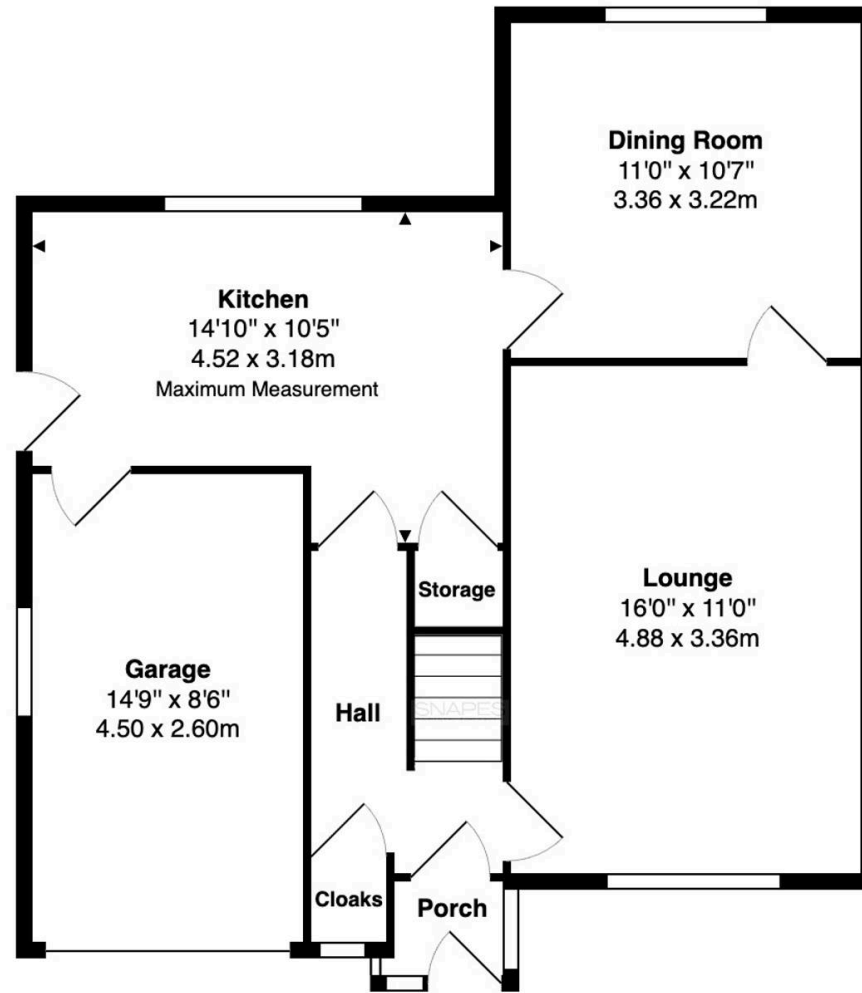 Dining Room
11'0" x 10'7"
3.36 x 3.22m
Kitchen
14'10" x 10'5"
4.52 x 3.18m
Maximum Measurement
Storage
Lounge
16'0" x 11'0"
4.88 x 3.36m
Garage
14'9" x 8'6"
4.50 x 2.60m
Hall
SNAPES
Cloaks
Porch